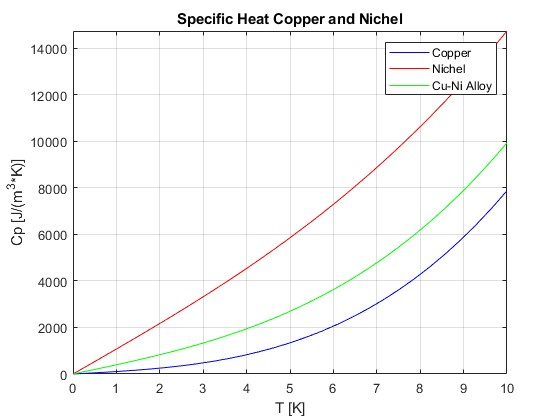 Specific Heat Copper and Nichel
Copper
Nichel
Cu-Ni Alloy
Cp [J/(m³*K)]
14000
12000
10000
8000
6000
4000
2000
0
0 1 2 3 4 5 6 7 8 9 10
T [K]